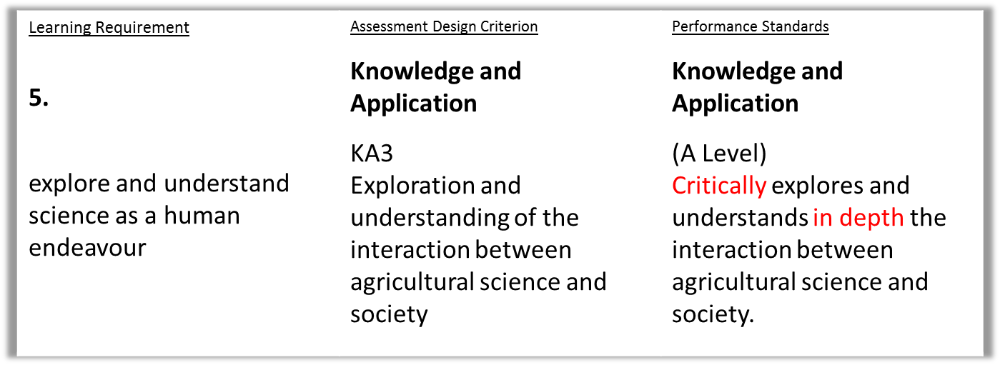 Learning Requirement
5.
explore and understand
science as a human
endeavour
Assessment Design Criterion
Knowledge and
Application
KA3
Exploration and
understanding of the
interaction between
agricultural science and
society
Performance Standards
Knowledge and
Application
(A Level)
Critically explores and
understands in depth the
interaction between
agricultural science and
society.